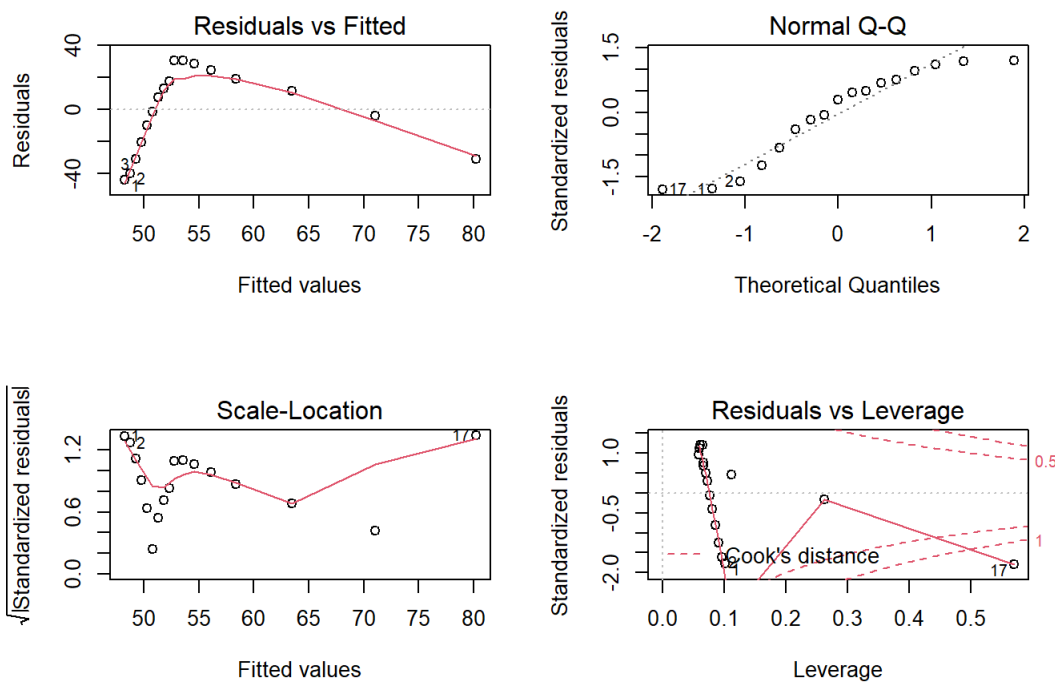 Residuals vs Fitted
Residuals
40
0
-40
3
2
1
50 55 60 65 70 75 80
Fitted values
Normal Q-Q
Standardized residuals
1.5
0.0
-1.5
17 1 2
-2 -1 0 1 2
Theoretical Quantiles
Scale-Location
√|Standardized residuals|
1.2
0.6
0.0
1
2
17
50 55 60 65 70 75 80
Fitted values
Residuals vs Leverage
Standardized residuals
1.0
-0.5
-2.0
0.5
1
Cook's distance
2
1
17
0.0 0.1 0.2 0.3 0.4 0.5
Leverage